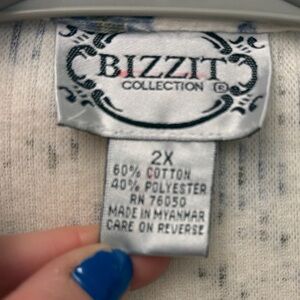 BIZZIT
COLLECTION ®
2X
60% COTTON
40% POLYESTER
RN 76050
MADE IN MYANMAR
CARE ON REVERSE